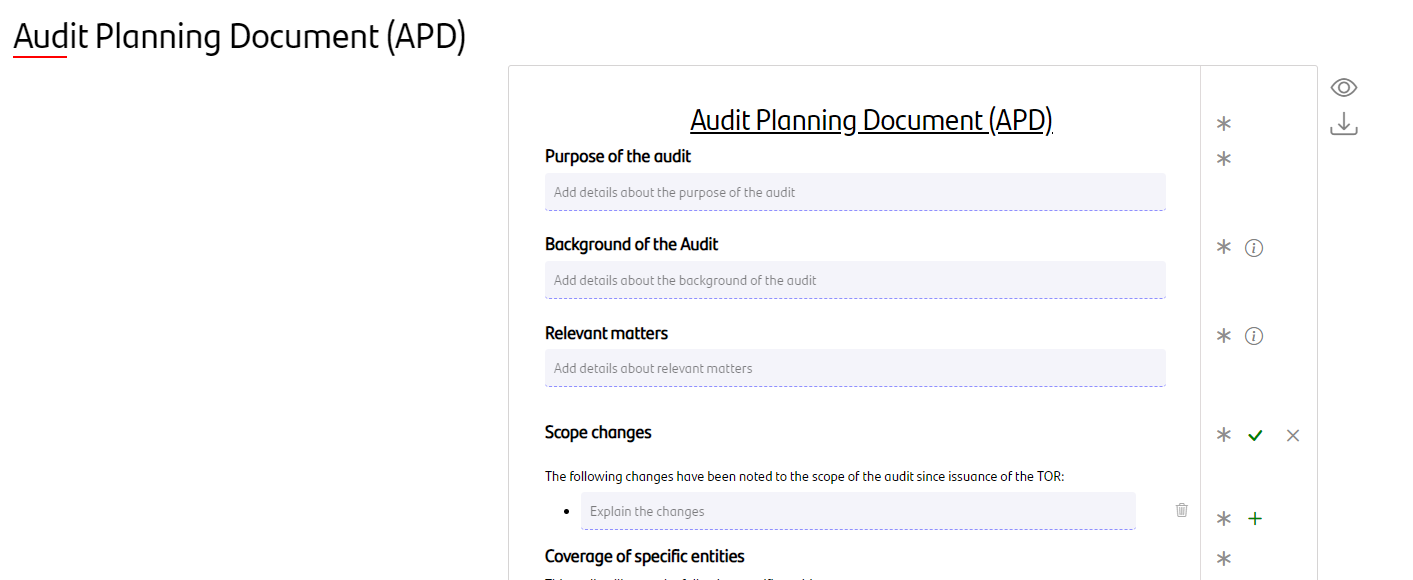 Audit Planning Document (APD)
Audit Planning Document (APD)
Purpose of the audit
Add details about the purpose of the audit
Background of the Audit
Add details about the background of the audit
Relevant matters
Add details about relevant matters
Scope changes
The following changes have been noted to the scope of the audit since issuance of the TOR:
• Explain the changes
Coverage of specific entities